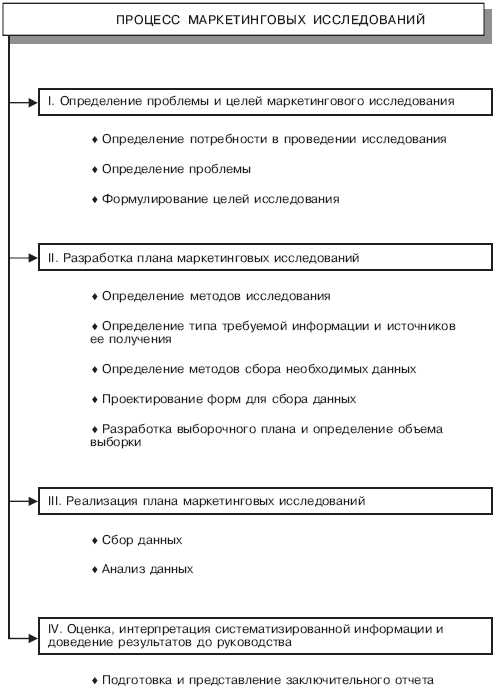 ПРОЦЕСС МАРКЕТИНГОВЫХ ИССЛЕДОВАНИЙ
I. Определение проблемы и целей маркетингового исследования
♦ Определение потребности в проведении исследования
♦ Определение проблемы
♦ Формулирование целей исследования
II. Разработка плана маркетинговых исследований
♦ Определение методов исследования
♦ Определение типа требуемой информации и источников
ее получения
♦ Определение методов сбора необходимых данных
♦ Проектирование форм для сбора данных
♦ Разработка выборочного плана и определение объема
выборки
III. Реализация плана маркетинговых исследований
♦ Сбор данных
♦ Анализ данных
IV. Оценка, интерпретация систематизированной информации и
доведение результатов до руководства
♦ Подготовка и представление заключительного отчета